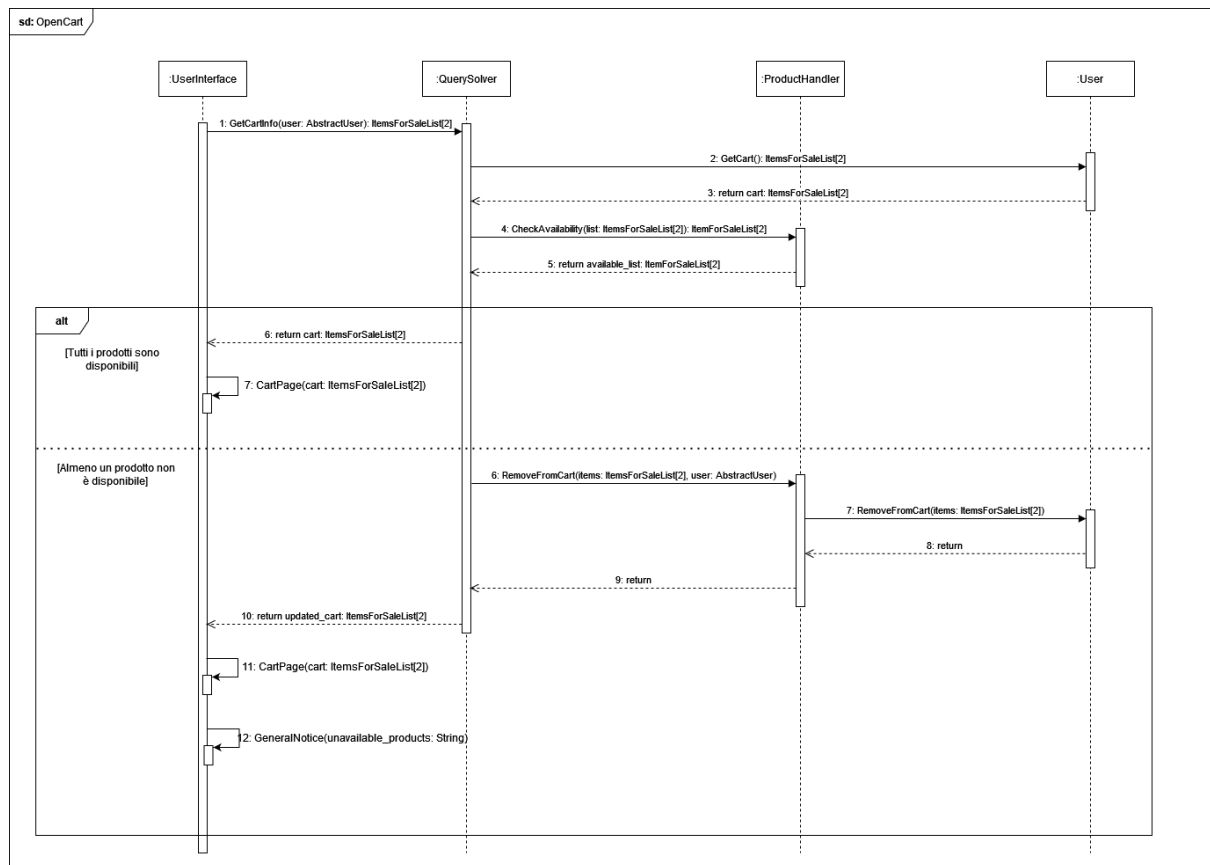 sd: OpenCart
:UserInterface
:QuerySolver
:ProductHandler
:User
1: GetCartInfo(user: AbstractUser): ItemsForSaleList[2]
2: GetCart(): ItemsForSaleList[2]
3: return cart: ItemsForSaleList[2]
4: CheckAvailability(list: ItemsForSaleList[2]): ItemForSaleList[2]
5: return available_list: ItemForSaleList[2]
alt
6: return cart: ItemsForSaleList[2]
[Tutti i prodotti sono
disponibili]
7: CartPage(cart: ItemsForSaleList[2])
[Almeno un prodotto non
è disponibile]
6: RemoveFromCart(items: ItemsForSaleList[2], user: AbstractUser)
7: RemoveFromCart(items: ItemsForSaleList[2])
8: return
9: return
10: return updated_cart: ItemsForSaleList[2]
11: CartPage(cart: ItemsForSaleList[2])
12: GeneralNotice(unavailable_products: String)